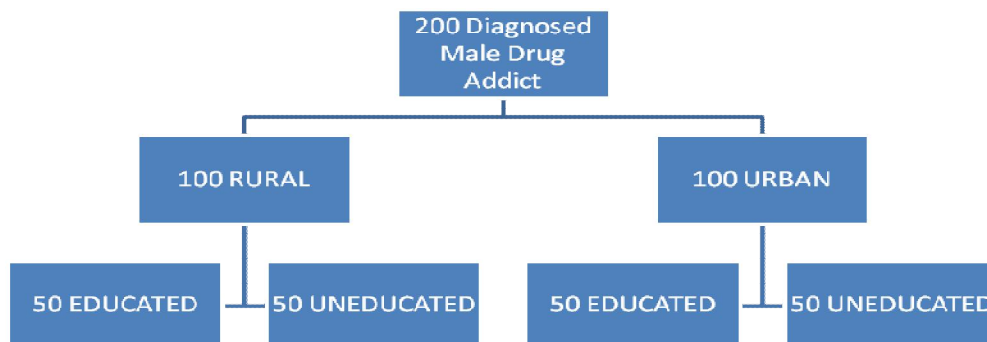 200 Diagnosed
Male Drug
Addict
100 RURAL
100 URBAN
50 EDUCATED
50 UNEDUCATED
50 EDUCATED
50 UNEDUCATED